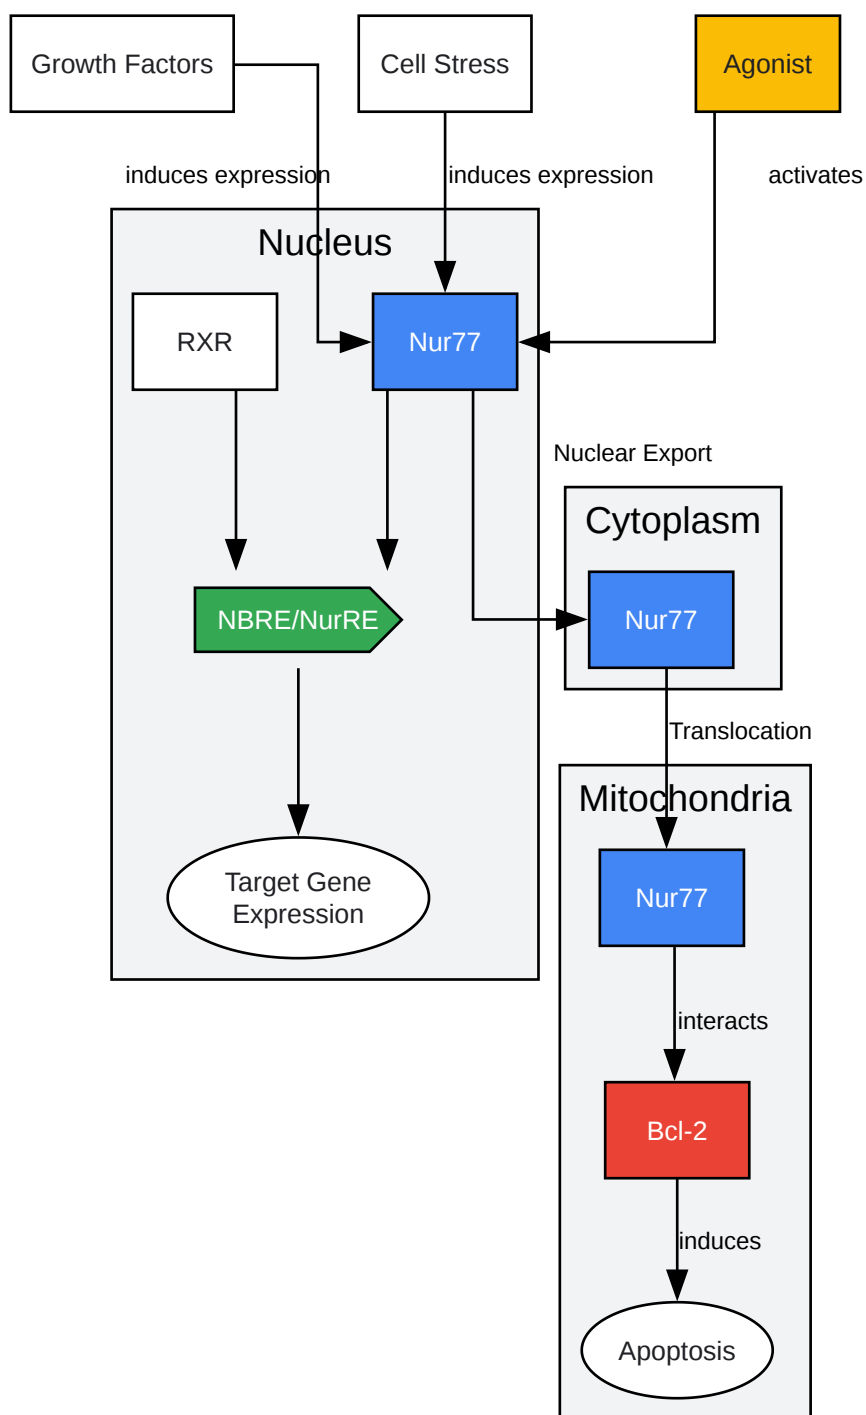 Growth Factors
Cell Stress
Agonist
induces expression
induces expression
activates
Nucleus
RXR
Nur77
Nuclear Export
Cytoplasm
NBRE/NurRE
Nur77
Translocation
Mitochondria
Target Gene
Expression
Nur77
interacts
Bcl-2
induces
Apoptosis